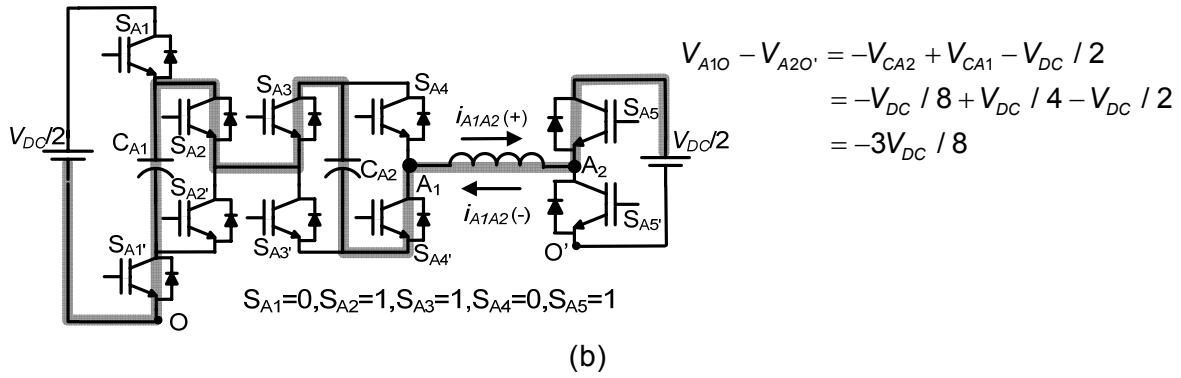 S_A1
V_DC/2
C_A1
S_A2
S_A2'
S_A1'
O
S_A3
S_A3'
C_A2
S_A4
S_A4'
A_1
i_A1A2(+)
i_A1A2(-)
A_2
S_A5
S_A5'
O'
V_DC/2
S_A1=0,S_A2=1,S_A3=1,S_A4=0,S_A5=1
V_A1O − V_A2O' = −V_CA2 + V_CA1 − V_DC / 2
= −V_DC / 8 + V_DC / 4 − V_DC / 2
= −3V_DC / 8
(b)